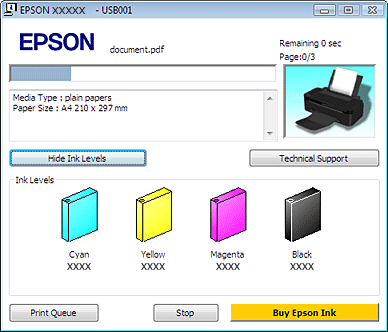 EPSON XXXXX - USB001
EPSON
document.pdf
Remaining 0 sec
Page:0/3
Media Type : plain papers
Paper Size : A4 210 x 297 mm
Hide Ink Levels
Technical Support
Ink Levels
Cyan
XXXX
Yellow
XXXX
Magenta
XXXX
Black
XXXX
Print Queue
Stop
Buy Epson Ink